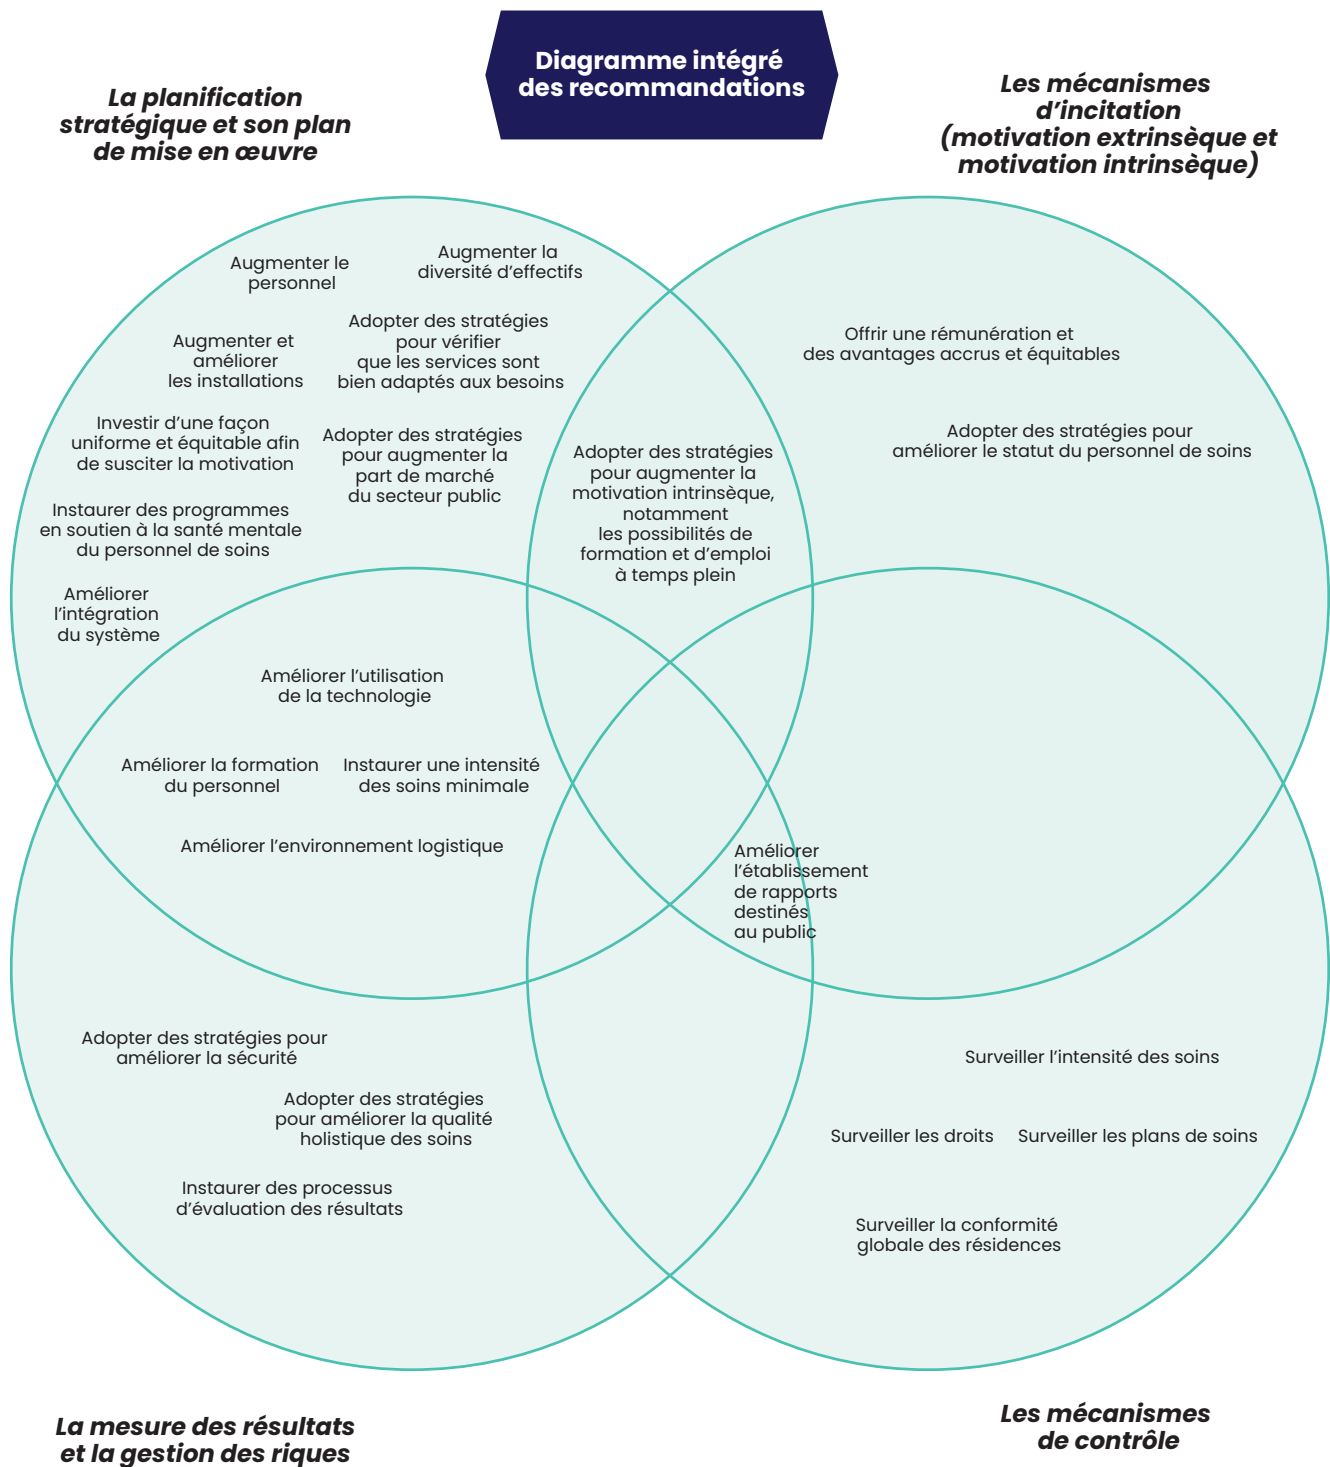 Diagramme intégré
des recommandations
La planification
stratégique et son plan
de mise en œuvre
Les mécanismes
d’incitation
(motivation extrinsèque et
motivation intrinsèque)
Augmenter le
personnel
Augmenter la
diversité d’effectifs
Augmenter et
améliorer
les installations
Adopter des stratégies
pour vérifier
que les services sont
bien adaptés aux besoins
Investir d’une façon
uniforme et équitable afin
de susciter la motivation
Adopter des stratégies
pour augmenter la
part de marché
du secteur public
Instaurer des programmes
en soutien à la santé mentale
du personnel de soins
Améliorer
l’intégration
du système
Adopter des stratégies
pour augmenter la
motivation intrinsèque,
notamment
les possibilités de
formation et d’emploi
à temps plein
Offrir une rémunération et
des avantages accrus et équitables
Adopter des stratégies pour
améliorer le statut du personnel de soins
Améliorer l’utilisation
de la technologie
Améliorer la formation
du personnel
Instaurer une intensité
des soins minimale
Améliorer l’environnement logistique
Améliorer
l’établissement
de rapports
destinés
au public
Adopter des stratégies pour
améliorer la sécurité
Adopter des stratégies
pour améliorer la qualité
holistique des soins
Instaurer des processus
d’évaluation des résultats
Surveiller l’intensité des soins
Surveiller les droits
Surveiller les plans de soins
Surveiller la conformité
globale des résidences
La mesure des résultats
et la gestion des riques
Les mécanismes
de contrôle